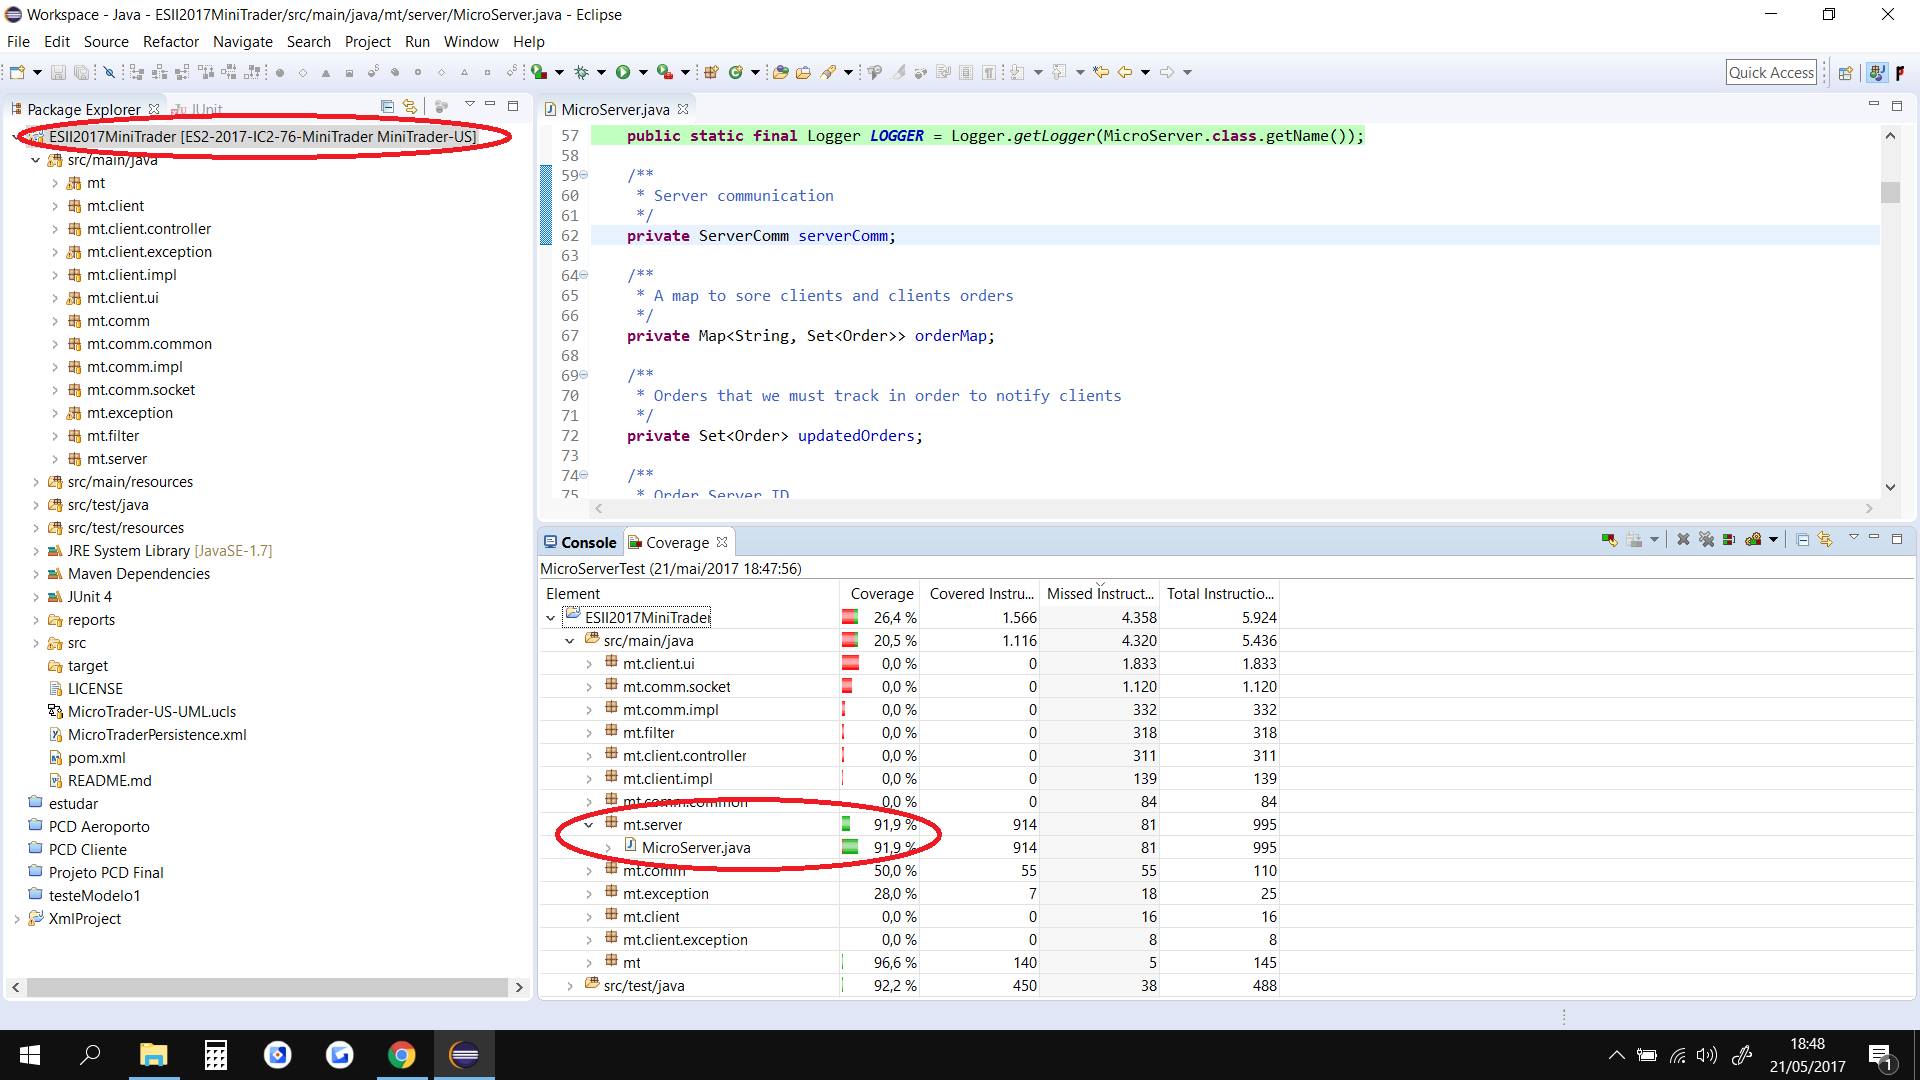 Workspace - Java - ESII2017MiniTrader/src/main/java/mt/server/MicroServer.java - Eclipse
File Edit Source Refactor Navigate Search Project Run Window Help
Quick Access
Package Explorer JUnit
ESII2017MiniTrader [ES2-2017-IC2-76-MiniTrader MiniTrader-US]
src/main/java
mt
mt.client
mt.client.controller
mt.client.exception
mt.client.impl
mt.client.ui
mt.comm
mt.comm.common
mt.comm.impl
mt.comm.socket
mt.exception
mt.filter
mt.server
src/main/resources
src/test/java
src/test/resources
JRE System Library [JavaSE-1.7]
Maven Dependencies
JUnit 4
reports
src
target
LICENSE
MicroTrader-US-UML.ucls
MicroTraderPersistence.xml
pom.xml
README.md
estudar
PCD Aeroporto
PCD Cliente
Projeto PCD Final
testeModelo1
XmlProject
MicroServer.java
57 public static final Logger LOGGER = Logger.getLogger(MicroServer.class.getName());
58
59 /**
60 * Server communication
61 */
62 private ServerComm serverComm;
63
64 /**
65 * A map to sore clients and clients orders
66 */
67 private Map<String, Set<Order>> orderMap;
68
69 /**
70 * Orders that we must track in order to notify clients
71 */
72 private Set<Order> updatedOrders;
73
74 /**
75 * Order Server ID
Console Coverage
MicroServerTest (21/mai/2017 18:47:56)
Element Coverage Covered Instru... Missed Instruct... Total Instructio...
ESII2017MiniTrader 26,4 % 1.566 4.358 5.924
src/main/java 20,5 % 1.116 4.320 5.436
mt.client.ui 0,0 % 0 1.833 1.833
mt.comm.socket 0,0 % 0 1.120 1.120
mt.comm.impl 0,0 % 0 332 332
mt.filter 0,0 % 0 318 318
mt.client.controller 0,0 % 0 311 311
mt.client.impl 0,0 % 0 139 139
mt.comm.common 0,0 % 0 84 84
mt.server 91,9 % 914 81 995
MicroServer.java 91,9 % 914 81 995
mt.comm 50,0 % 55 55 110
mt.exception 28,0 % 7 18 25
mt.client 0,0 % 0 16 16
mt.client.exception 0,0 % 0 8 8
mt 96,6 % 140 5 145
src/test/java 92,2 % 450 38 488
18:48
21/05/2017
1